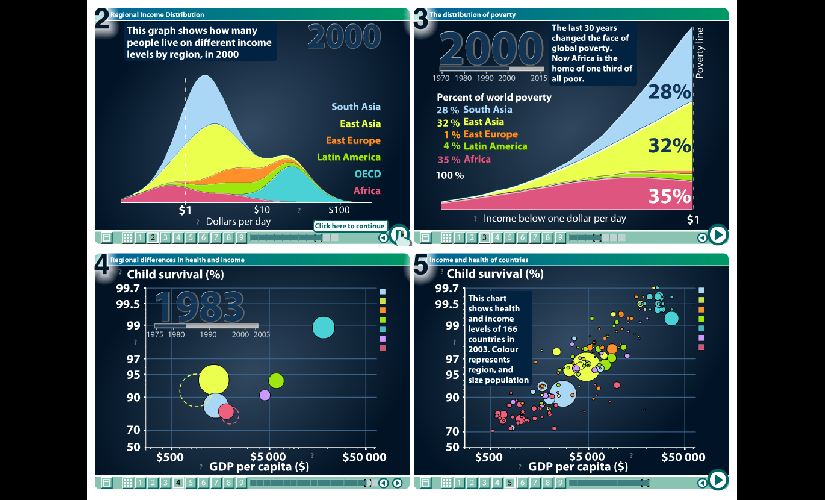 2
Regional Income Distribution
This graph shows how many
people live on different income
levels by region, in 2000
2000
South Asia
East Asia
East Europe
Latin America
OECD
Africa
$1
$10
$100
? Dollars per day ?
Click here to continue
1 2 3 4 5 6 7 8 9
3
The distribution of poverty
2000
1970 1980 1990 2000 2015
The last 30 years
changed the face of
global poverty.
Now Africa is the
home of one third of
all poor.
Poverty line
Percent of world poverty
28 % South Asia
32 % East Asia
1 % East Europe
4 % Latin America
35 % Africa
100 %
28%
32%
35%
? Income below one dollar per day
$1
1 2 3 4 5 6 7 8 9
4
Regional differences in health and income
? Child survival (%)
1983
1975 1980 1990 2000 2003
99.7
99.5
99
?
97
95
90
70
50
$500
$5 000
$50 000
? GDP per capita ($)
1 2 3 4 5 6 7 8 9
5
Income and health of countries
? Child survival (%)
This chart
shows health
and income
levels of 166
countries in
2003. Colour
represents
region, and
size population
99.7
99.5
99
?
97
95
90
70
50
$500
$5 000
$50 000
? GDP per capita ($)
1 2 3 4 5 6 7 8 9